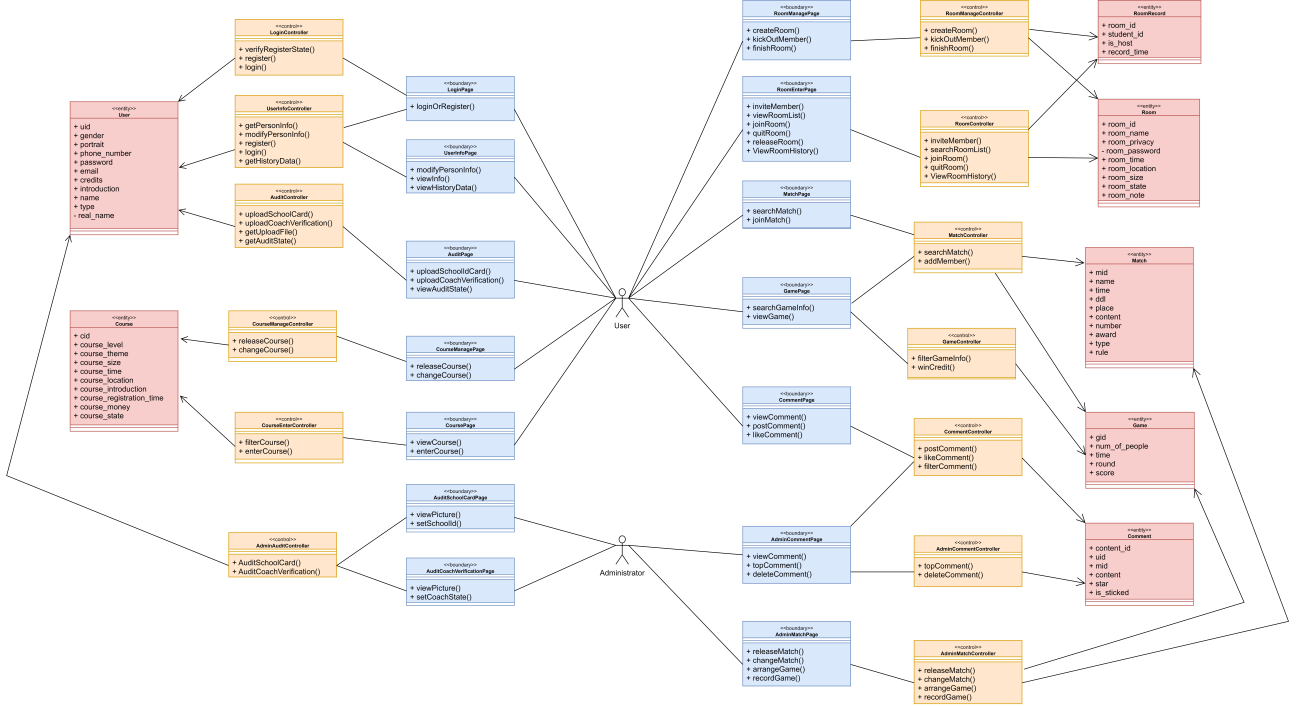 <<control>>
LoginController
+ verifyRegisterState()
+ register()
+ login()
<<entity>>
User
+ uid
+ gender
+ portrait
+ phone_number
+ password
+ email
+ credits
+ introduction
+ name
+ type
- real_name
<<control>>
UserInfoController
+ getPersonInfo()
+ modifyPersonInfo()
+ register()
+ login()
+ getHistoryData()
<<control>>
AuditController
+ uploadSchoolCard()
+ uploadCoachVerification()
+ getUploadFile()
+ getAuditState()
<<boundary>>
LoginPage
+ loginOrRegister()
<<boundary>>
UserInfoPage
+ modifyPersonInfo()
+ viewInfo()
+ viewHistoryData()
<<boundary>>
AuditPage
+ uploadSchoolIdCard()
+ uploadCoachVerification()
+ viewAuditState()
<<entity>>
Course
+ cid
+ course_level
+ course_theme
+ course_size
+ course_time
+ course_location
+ course_introduction
+ course_registration_time
+ course_money
+ course_state
<<control>>
CourseManageController
+ releaseCourse()
+ changeCourse()
<<boundary>>
CourseManagePage
+ releaseCourse()
+ changeCourse()
<<control>>
CourseEnterController
+ filterCourse()
+ enterCourse()
<<boundary>>
CoursePage
+ viewCourse()
+ enterCourse()
<<boundary>>
AuditSchoolCardPage
+ viewPicture()
+ setSchoolId()
<<control>>
AdminAuditController
+ AuditSchoolCard()
+ AuditCoachVerification()
<<boundary>>
AuditCoachVerificationPage
+ viewPicture()
+ setCoachState()
User
Administrator
<<boundary>>
RoomManagePage
+ createRoom()
+ kickOutMember()
+ finishRoom()
<<control>>
RoomManageController
+ createRoom()
+ kickOutMember()
+ finishRoom()
<<entity>>
RoomRecord
+ room_id
+ student_id
+ is_host
+ record_time
<<boundary>>
RoomEnterPage
+ inviteMember()
+ viewRoomList()
+ joinRoom()
+ quitRoom()
+ releaseRoom()
+ ViewRoomHistory()
<<control>>
RoomController
+ inviteMember()
+ searchRoomList()
+ joinRoom()
+ quitRoom()
+ ViewRoomHistory()
<<entity>>
Room
+ room_id
+ room_name
+ room_privacy
- room_password
+ room_time
+ room_location
+ room_size
+ room_state
+ room_note
<<boundary>>
MatchPage
+ searchMatch()
+ joinMatch()
<<control>>
MatchController
+ searchMatch()
+ addMember()
<<entity>>
Match
+ mid
+ name
+ time
+ ddl
+ place
+ content
+ number
+ award
+ type
+ rule
<<boundary>>
GamePage
+ searchGameInfo()
+ viewGame()
<<control>>
GameController
+ filterGameInfo()
+ winCredit()
<<boundary>>
CommentPage
+ viewComment()
+ postComment()
+ likeComment()
<<control>>
CommentController
+ postComment()
+ likeComment()
+ filterComment()
<<entity>>
Game
+ gid
+ num_of_people
+ time
+ round
+ score
<<boundary>>
AdminCommentPage
+ viewComment()
+ topComment()
+ deleteComment()
<<control>>
AdminCommentController
+ topComment()
+ deleteComment()
<<entity>>
Comment
+ content_id
+ uid
+ mid
+ content
+ star
+ is_sticked
<<boundary>>
AdminMatchPage
+ releaseMatch()
+ changeMatch()
+ arrangeGame()
+ recordGame()
<<control>>
AdminMatchController
+ releaseMatch()
+ changeMatch()
+ arrangeGame()
+ recordGame()